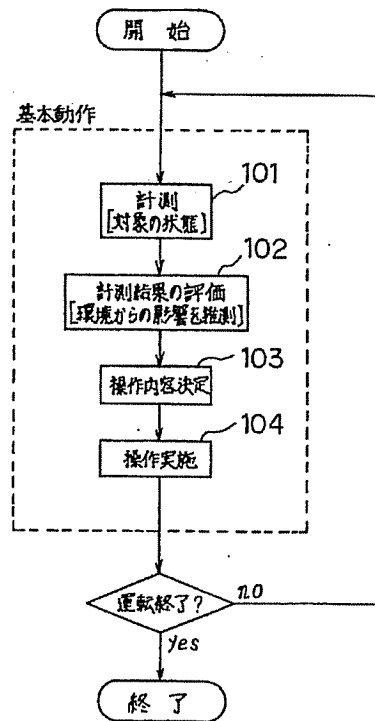 開始
基本動作
101
計測
[対象の状態]
102
計測結果の評価
[環境からの影響を推測]
103
操作内容決定
104
操作実施
運転終了?
no
yes
終了